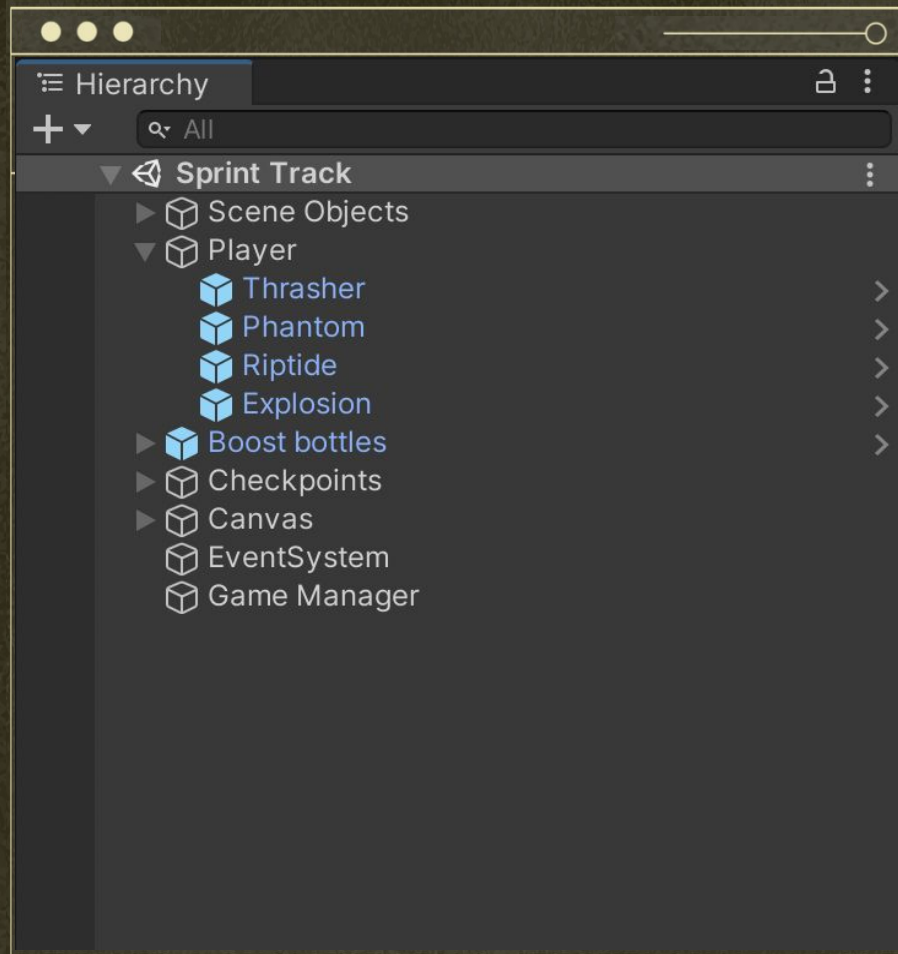 Hierarchy
All
Sprint Track
Scene Objects
Player
Thrasher
Phantom
Riptide
Explosion
Boost bottles
Checkpoints
Canvas
EventSystem
Game Manager